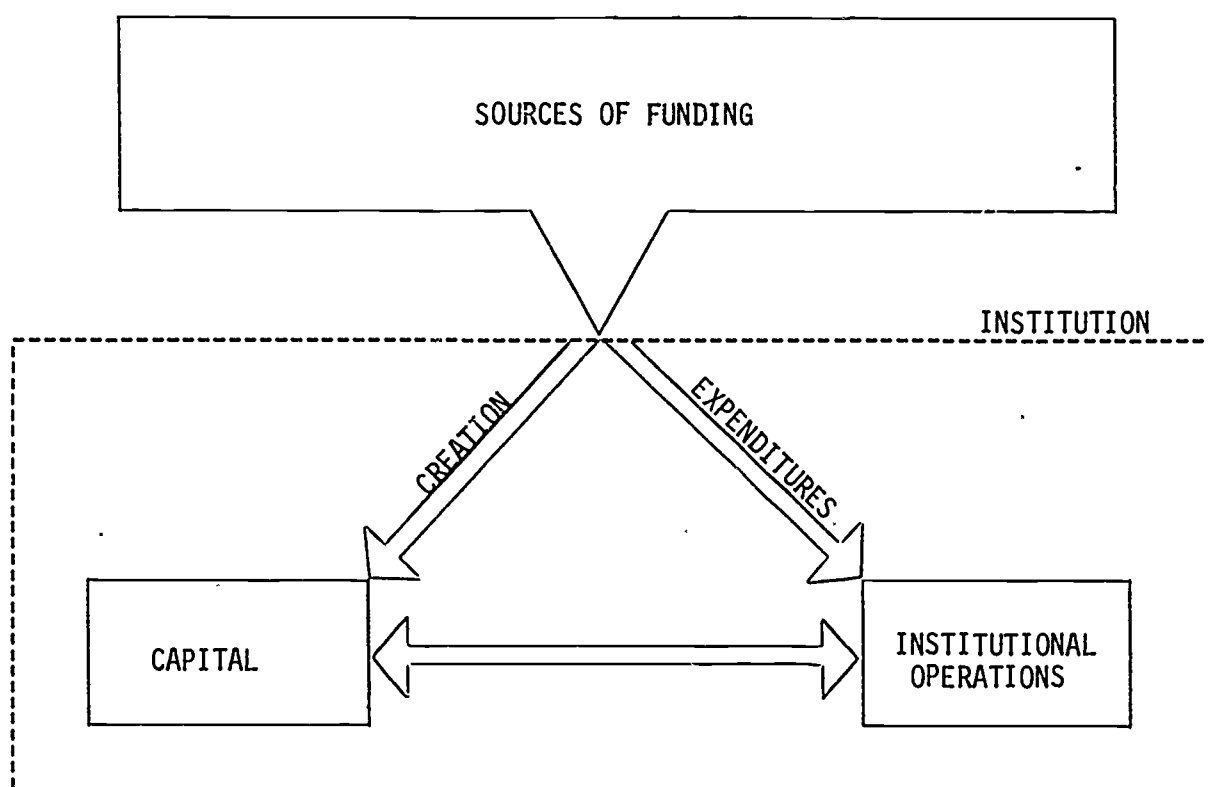 SOURCES OF FUNDING
INSTITUTION
CREATION
EXPENDITURES
CAPITAL
INSTITUTIONAL
OPERATIONS